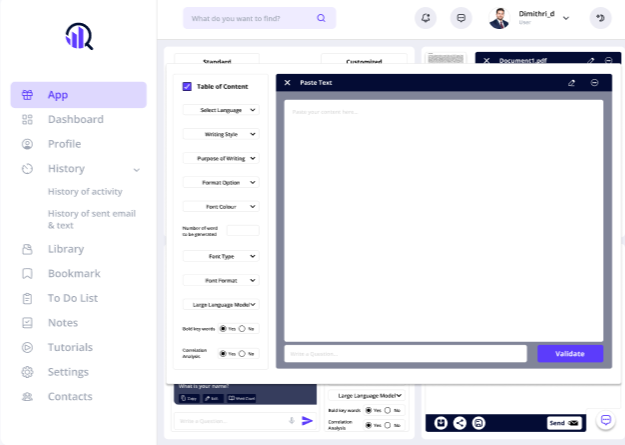 What do you want to find?
Dimithri_d
User
App
Dashboard
Profile
History
History of activity
History of sent email
& text
Library
Bookmark
To Do List
Notes
Tutorials
Settings
Contacts
Standard
Customized
Document1.pdf
Table of Content
Select Language
Writing Style
Purpose of Writing
Format Option
Font Colour
Number of word
to be generated
Font Type
Font Format
Large Language Model
Bold key words Yes No
Correlation
Analysis Yes No
Paste Text
Paste your content here...
Write a Question...
Validate
What is your name?
Copy Edit Word Count
Write a Question...
Large Language Model
Bold key words Yes No
Correlation
Analysis Yes No
Send